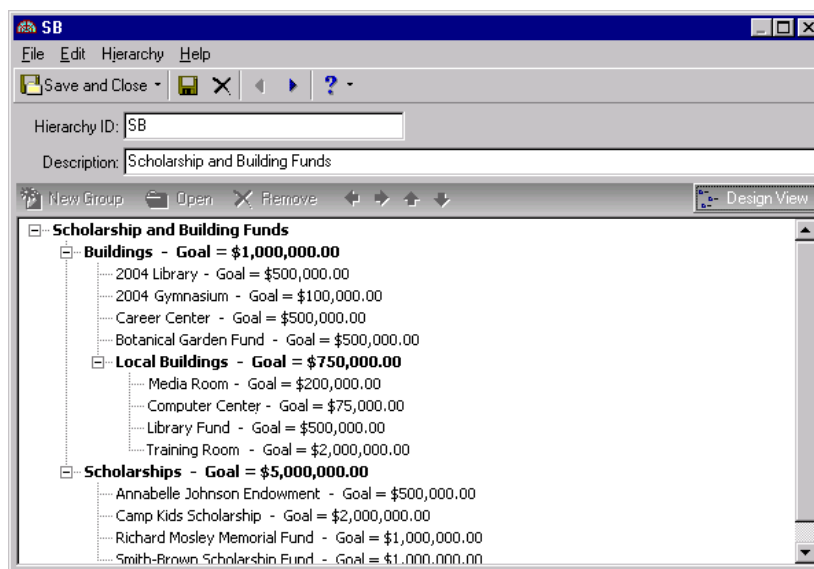 SB
File Edit Hierarchy Help
Save and Close
Hierarchy ID: SB
Description: Scholarship and Building Funds
New Group Open Remove Design View
Scholarship and Building Funds
Buildings - Goal = $1,000,000.00
2004 Library - Goal = $500,000.00
2004 Gymnasium - Goal = $100,000.00
Career Center - Goal = $500,000.00
Botanical Garden Fund - Goal = $500,000.00
Local Buildings - Goal = $750,000.00
Media Room - Goal = $200,000.00
Computer Center - Goal = $75,000.00
Library Fund - Goal = $500,000.00
Training Room - Goal = $2,000,000.00
Scholarships - Goal = $5,000,000.00
Annabelle Johnson Endowment - Goal = $500,000.00
Camp Kids Scholarship - Goal = $2,000,000.00
Richard Mosley Memorial Fund - Goal = $1,000,000.00
Smith-Brown Scholarship Fund - Goal = $1,000,000.00